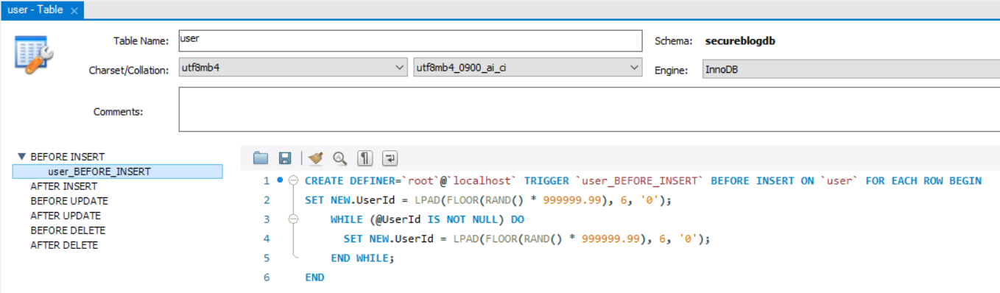 user - Table
Table Name: user Schema: secureblogdb
Charset/Collation: utf8mb4 utf8mb4_0900_ai_ci Engine: InnoDB
Comments:
BEFORE INSERT
user_BEFORE_INSERT
AFTER INSERT
BEFORE UPDATE
AFTER UPDATE
BEFORE DELETE
AFTER DELETE
1 CREATE DEFINER=`root`@`localhost` TRIGGER `user_BEFORE_INSERT` BEFORE INSERT ON `user` FOR EACH ROW BEGIN
2 SET NEW.UserId = LPAD(FLOOR(RAND() * 999999.99), 6, '0');
3 WHILE (@UserId IS NOT NULL) DO
4 SET NEW.UserId = LPAD(FLOOR(RAND() * 999999.99), 6, '0');
5 END WHILE;
6 END